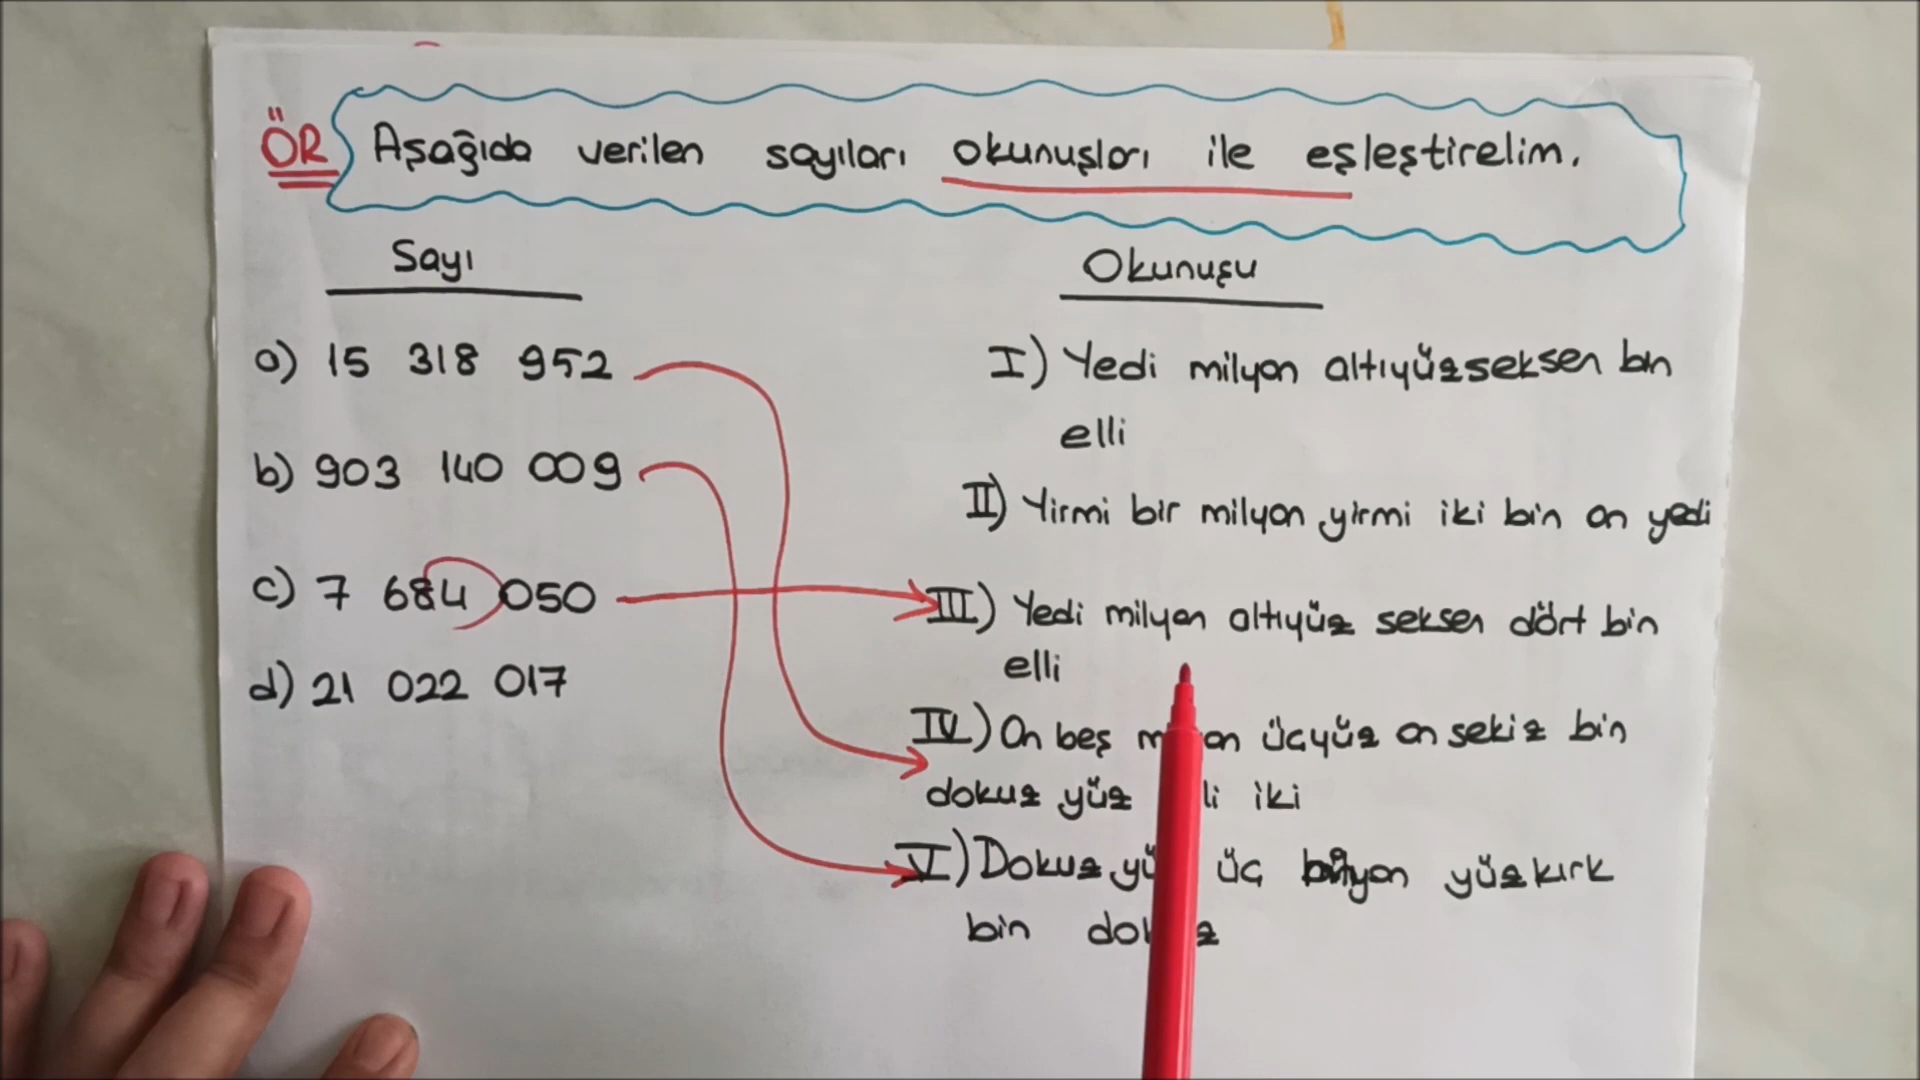 ÖR Aşağıda verilen sayıları okunuşları ile eşleştirelim.
Sayı
a) 15 318 952
b) 903 140 009
c) 7 684 050
d) 21 022 017
Okunuşu
I) Yedi milyon altıyüzseksen bin
elli
II) Yirmi bir milyon yirmi iki bin on yedi
III) Yedi milyon altıyüz seksen dört bin
elli
IV) On beş üçyüz on sekiz bin
dokuz yüz iki
V) Dokuz üç yüz kırk
bin